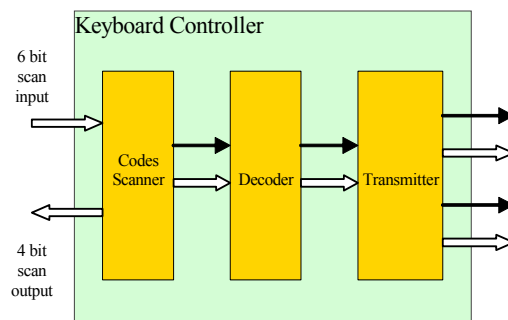 Keyboard Controller
6 bit
scan
input
Codes
Scanner
Decoder
Transmitter
4 bit
scan
output